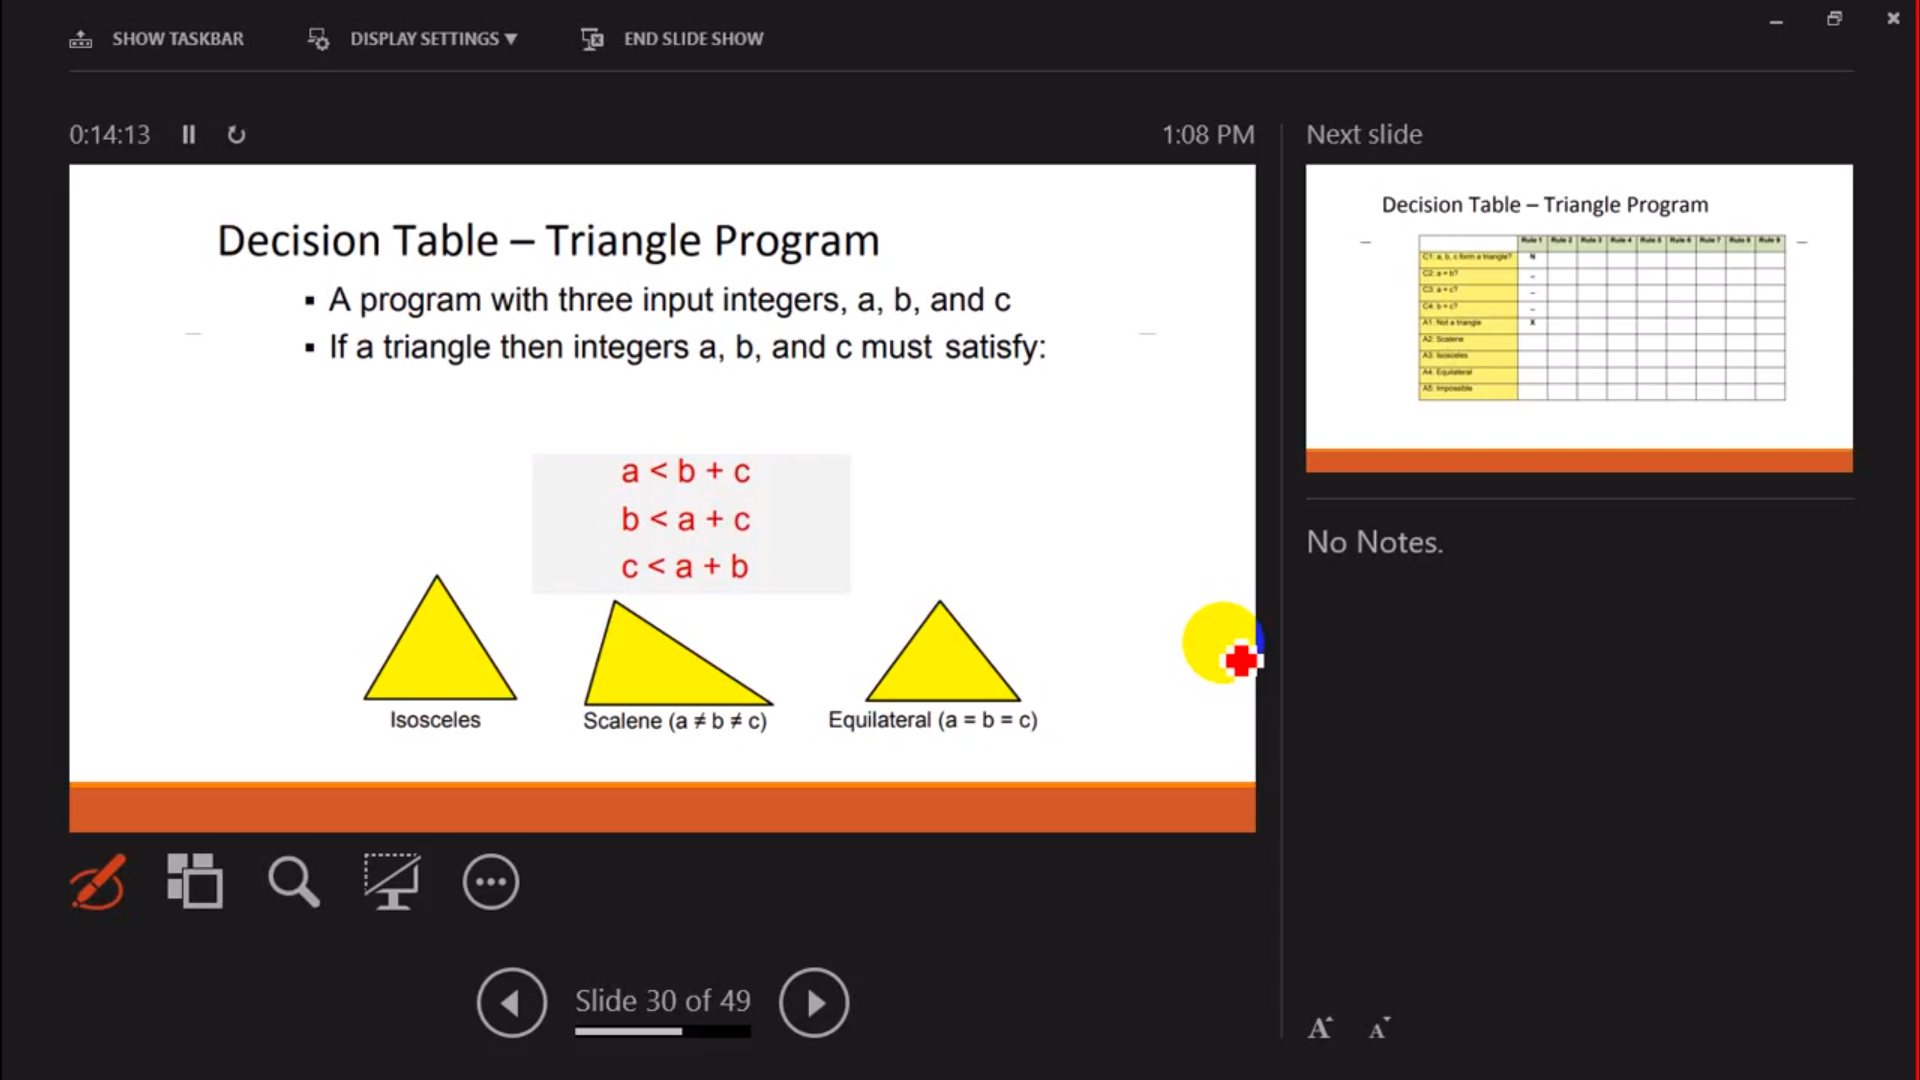 SHOW TASKBAR
DISPLAY SETTINGS ▼
END SLIDE SHOW
0:14:13
1:08 PM
Next slide
Decision Table – Triangle Program
▪ A program with three input integers, a, b, and c
▪ If a triangle then integers a, b, and c must satisfy:
a < b + c
b < a + c
c < a + b
Isosceles
Scalene (a ≠ b ≠ c)
Equilateral (a = b = c)
Decision Table – Triangle Program
Rule 1 Rule 2 Rule 3 Rule 4 Rule 5 Rule 6 Rule 7 Rule 8 Rule 9
C1: a, b, c form a triangle? N
C2: a = b? –
C3: a = c? –
C4: b = c? –
A1: Not a triangle X
A2: Scalene
A3: Isosceles
A4: Equilateral
A5: Impossible
No Notes.
Slide 30 of 49
A A